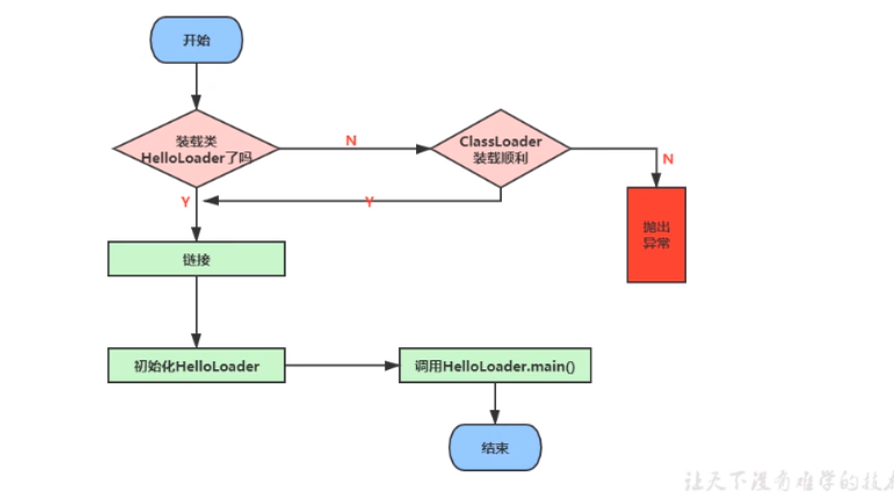 开始
装载类
HelloLoader了吗
N
ClassLoader
装载顺利
N
Y
Y
抛出
异常
链接
初始化HelloLoader
调用HelloLoader.main()
结束
让天下没有难学的技术